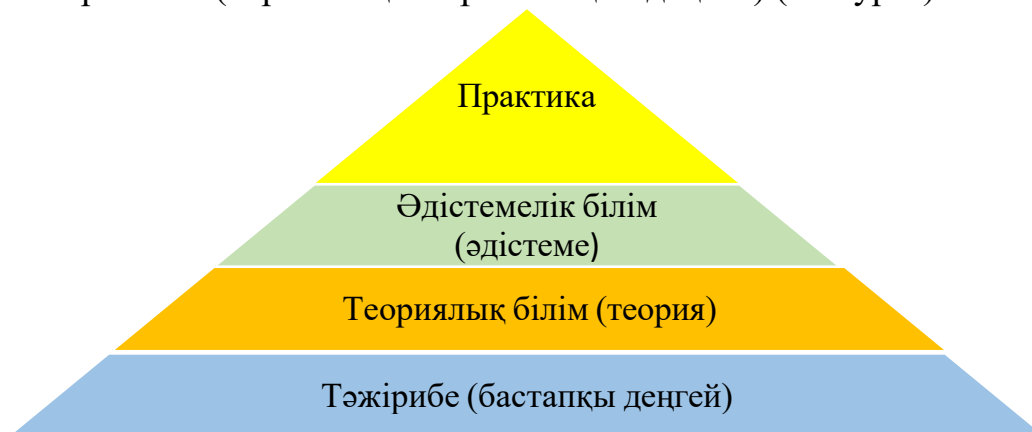 Практика
Әдістемелік білім
(әдістеме)
Теориялық білім (теория)
Тәжірибе (бастапқы деңгей)